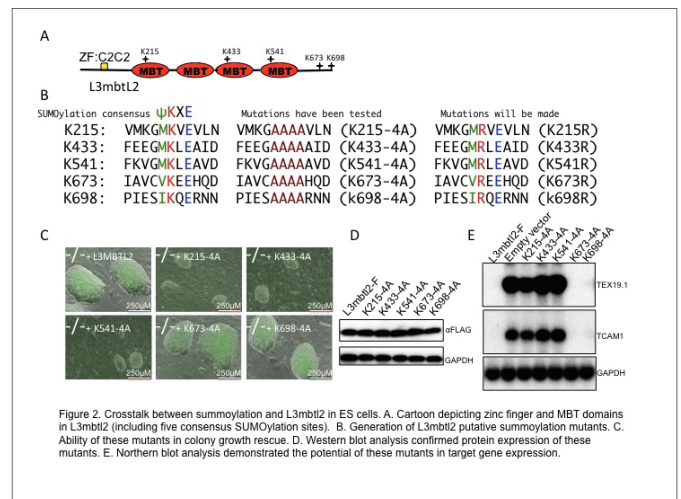 A
ZF:C2C2
K215
K433
K541
K673 K698
MBT MBT MBT MBT
L3mbtL2
B
SUMOylation consensus ψKXE Mutations have been tested Mutations will be made
K215: VMKGMKVEVLN VMKGAAAAVLN (K215-4A) VMKGMRVEVLN (K215R)
K433: FEEGMKLEAID FEEGAAAAAID (K433-4A) FEEGMRLEAID (K433R)
K541: FKVGMKLEAVD FKVGAAAAAVD (K541-4A) FKVGMRLEAVD (K541R)
K673: IAVCVKEEHQD IAVCAAAAHQD (K673-4A) IAVCVREEHQD (K673R)
K698: PIESIKQERNN PIESAAAARNN (k698-4A) PIESIRQERNN (k698R)
C
-/-+ L3MBTL2
-/-+ K215-4A
-/-+ K433-4A
250µM 250µM 250µM
-/-+ K541-4A
-/-+ K673-4A
-/-+ K698-4A
250µM 250µM 250µM
D
L3mbtl2-F
K215-4A
K433-4A
K541-4A
K673-4A
K698-4A
αFLAG
GAPDH
E
L3mbtl2-F
Empty vector
K215-4A
K433-4A
K541-4A
K673-4A
K698-4A
TEX19.1
TCAM1
GAPDH
Figure 2. Crosstalk between summoylation and L3mbtl2 in ES cells. A. Cartoon depicting zinc finger and MBT domains
in L3mbtl2 (including five consensus SUMOylation sites). B. Generation of L3mbtl2 putative summoylation mutants. C.
Ability of these mutants in colony growth rescue. D. Western blot analysis confirmed protein expression of these
mutants. E. Northern blot analysis demonstrated the potential of these mutants in target gene expression.